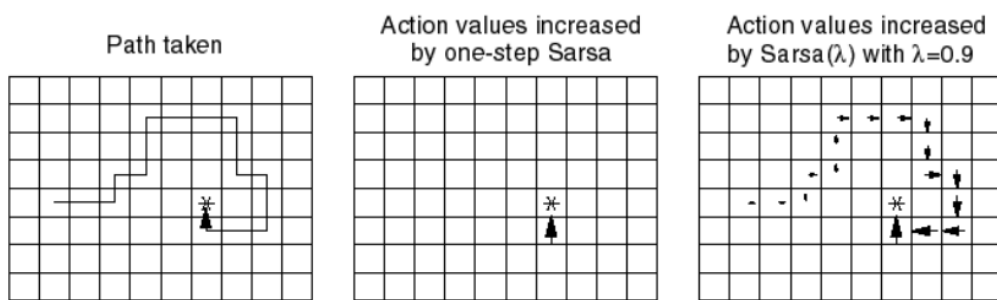 Path taken
Action values increased
by one-step Sarsa
Action values increased
by Sarsa(λ) with λ=0.9